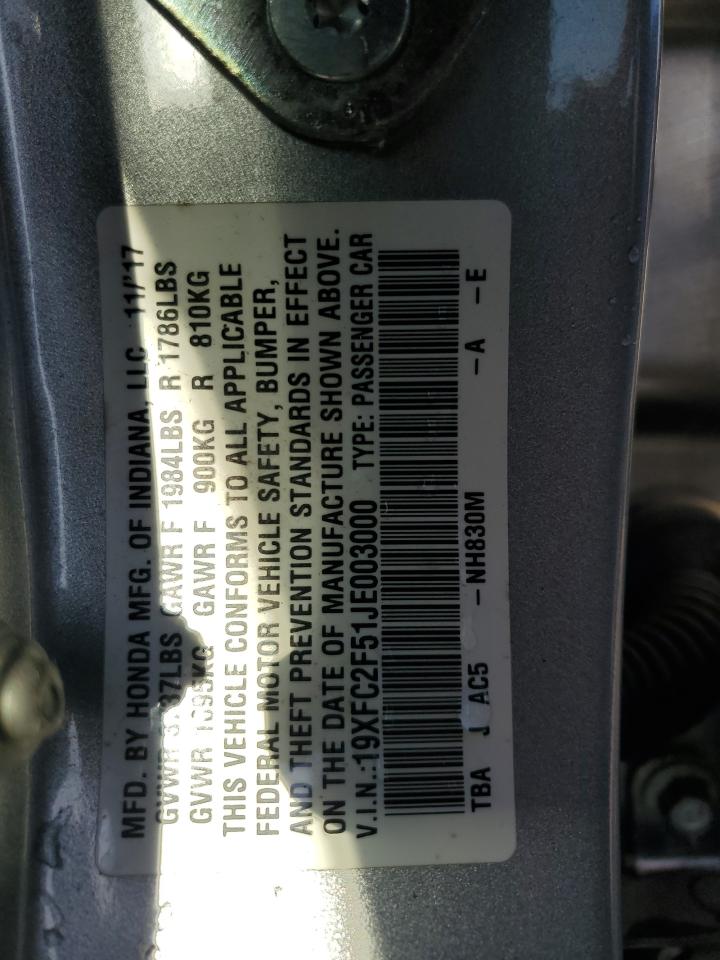 MFD. BY HONDA MFG. OF INDIANA, LLC 11/'17
GVWR LBS GAWR F 1984LBS R 1786LBS
GVWR GAWR F 900KG R 810KG
THIS VEHICLE CONFORMS TO ALL APPLICABLE
FEDERAL MOTOR VEHICLE SAFETY, BUMPER,
AND THEFT PREVENTION STANDARDS IN EFFECT
ON THE DATE OF MANUFACTURE SHOWN ABOVE.
V.I.N.:19XFC2F51JE003000 TYPE: PASSENGER CAR
TBA J AC5 -NH830M -A -E